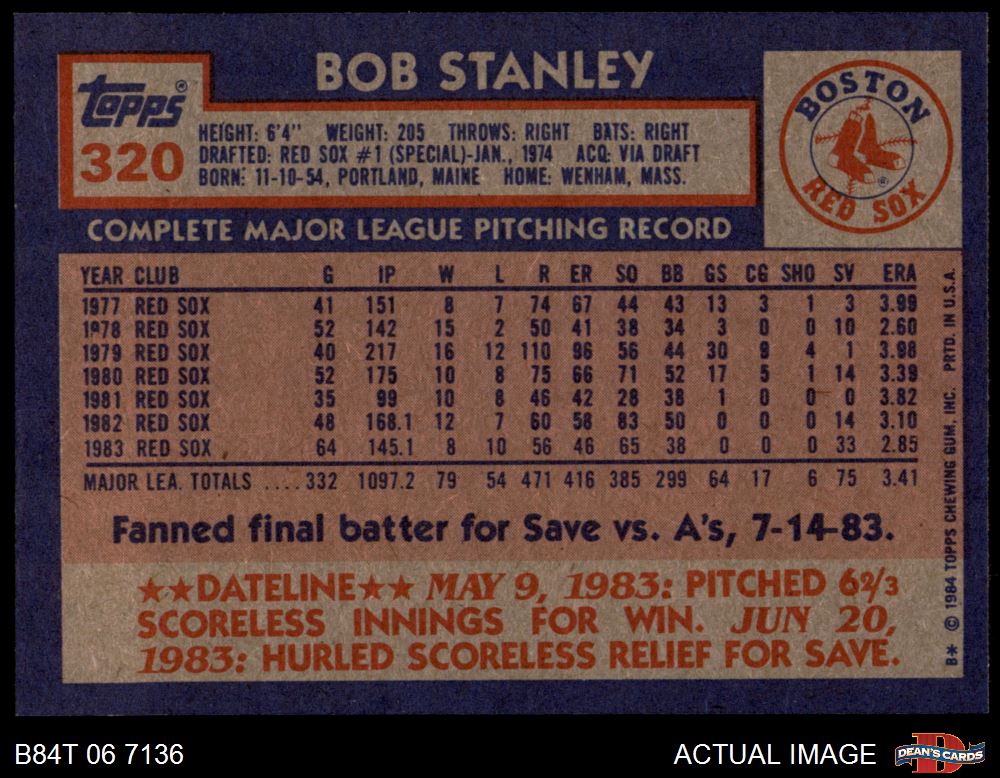 BOB STANLEY
topps®
320
HEIGHT: 6'4" WEIGHT: 205 THROWS: RIGHT BATS: RIGHT
DRAFTED: RED SOX #1 (SPECIAL)-JAN., 1974 ACQ: VIA DRAFT
BORN: 11-10-54, PORTLAND, MAINE HOME: WENHAM, MASS.
BOSTON
RED SOX ®
COMPLETE MAJOR LEAGUE PITCHING RECORD
YEAR CLUB G IP W L R ER SO BB GS CG SHO SV ERA
1977 RED SOX 41 151 8 7 74 67 44 43 13 3 1 3 3.99
1978 RED SOX 52 142 15 2 50 41 38 34 3 0 0 10 2.60
1979 RED SOX 40 217 16 12 110 96 56 44 30 9 4 1 3.98
1980 RED SOX 52 175 10 8 75 66 71 52 17 5 1 14 3.39
1981 RED SOX 35 99 10 8 46 42 28 38 1 0 0 0 3.82
1982 RED SOX 48 168.1 12 7 60 58 83 50 0 0 0 14 3.10
1983 RED SOX 64 145.1 8 10 56 46 65 38 0 0 0 33 2.85
MAJOR LEA. TOTALS ....332 1097.2 79 54 471 416 385 299 64 17 6 75 3.41
Fanned final batter for Save vs. A's, 7-14-83.
★★DATELINE★★ MAY 9, 1983: PITCHED 6⅔
SCORELESS INNINGS FOR WIN. JUN 20,
1983: HURLED SCORELESS RELIEF FOR SAVE.
B* © 1984 TOPPS CHEWING GUM, INC. PRTD. IN U.S.A.
B84T 06 7136
ACTUAL IMAGE
DEAN'S CARDS